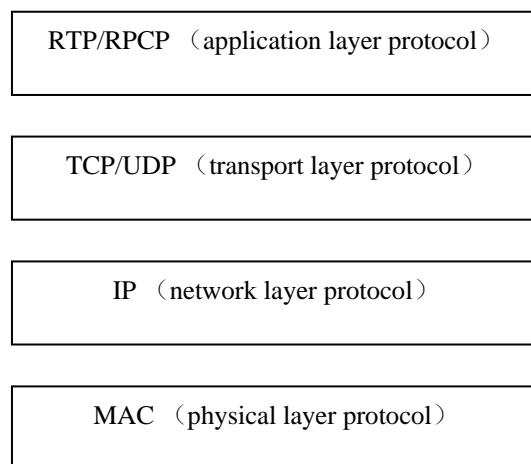 RTP/RPCP （application layer protocol）
TCP/UDP （transport layer protocol）
IP （network layer protocol）
MAC （physical layer protocol）